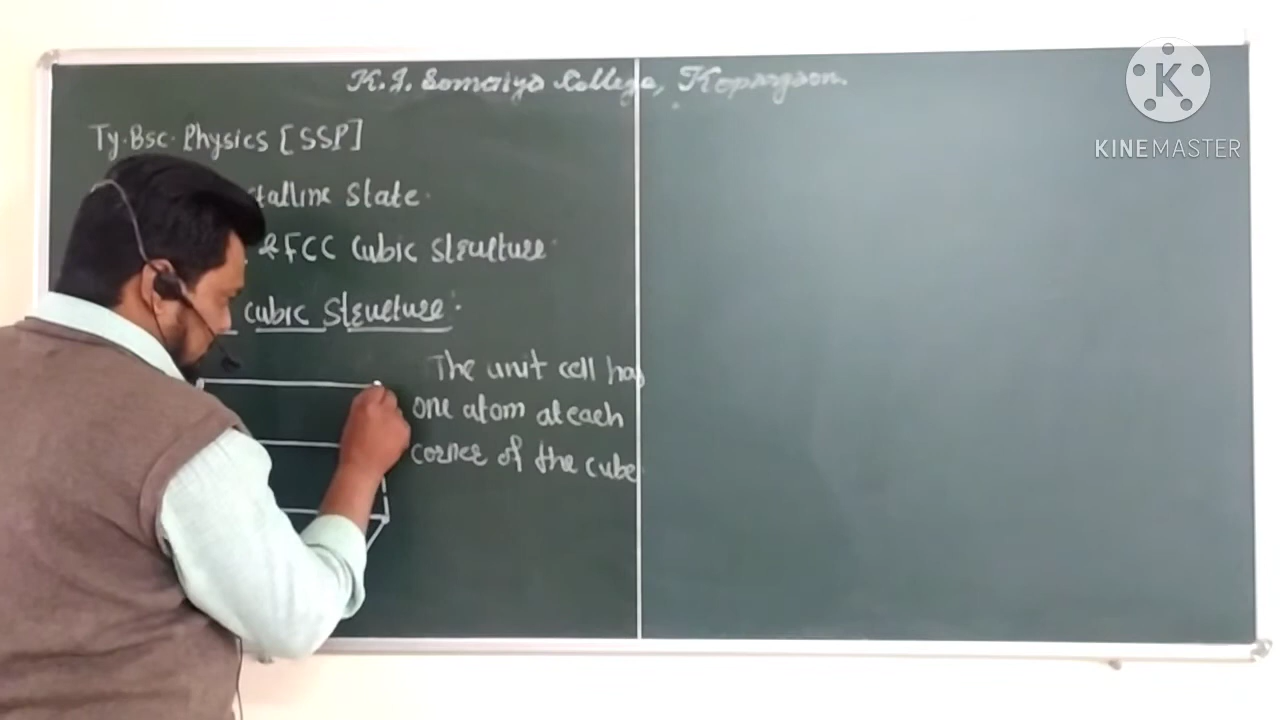 K.J. Somaiya College, Kopargaon.
Ty.Bsc. Physics [SSP]
stalline State.
& FCC Cubic Structure.
cubic Structure:
The unit cell has
one atom at each
corner of the cube.
K
KINEMASTER